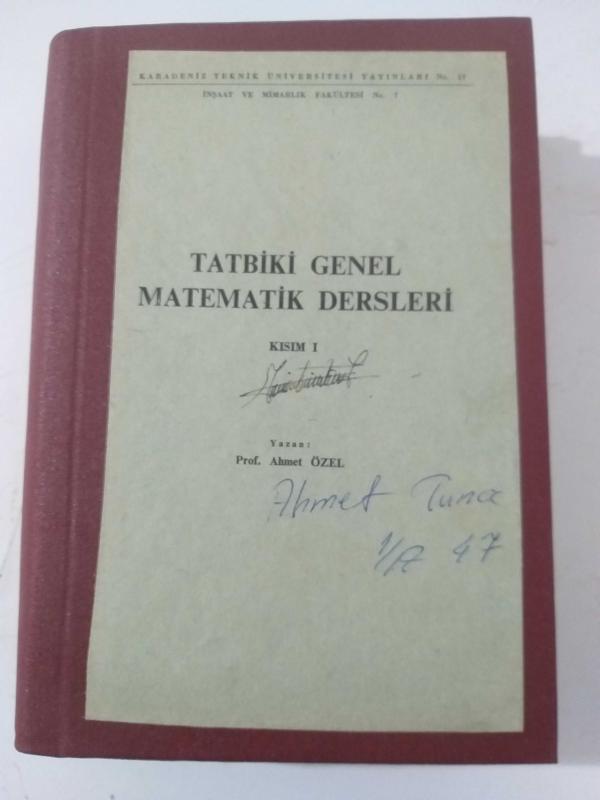 KARADENİZ TEKNİK ÜNİVERSİTESİ YAYINLARI No.
İNŞAAT VE MİMARLIK FAKÜLTESİ No. 7
TATBİKİ GENEL
MATEMATİK DERSLERİ
KISIM I
Yazan:
Prof. Ahmet ÖZEL
Ahmet Tuna
1/A 47